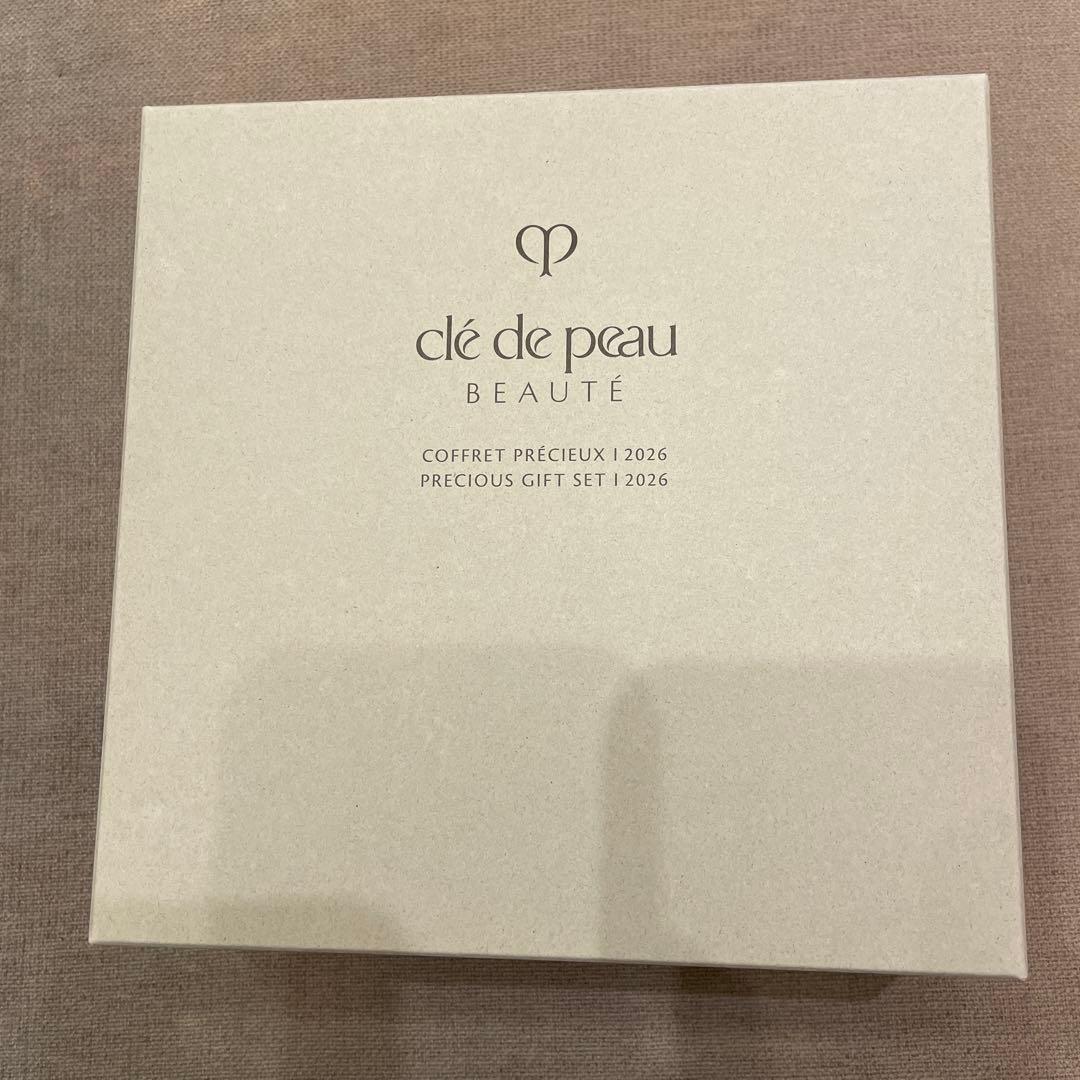 clé de peau
BEAUTÉ
COFFRET PRÉCIEUX I 2026
PRECIOUS GIFT SET I 2026